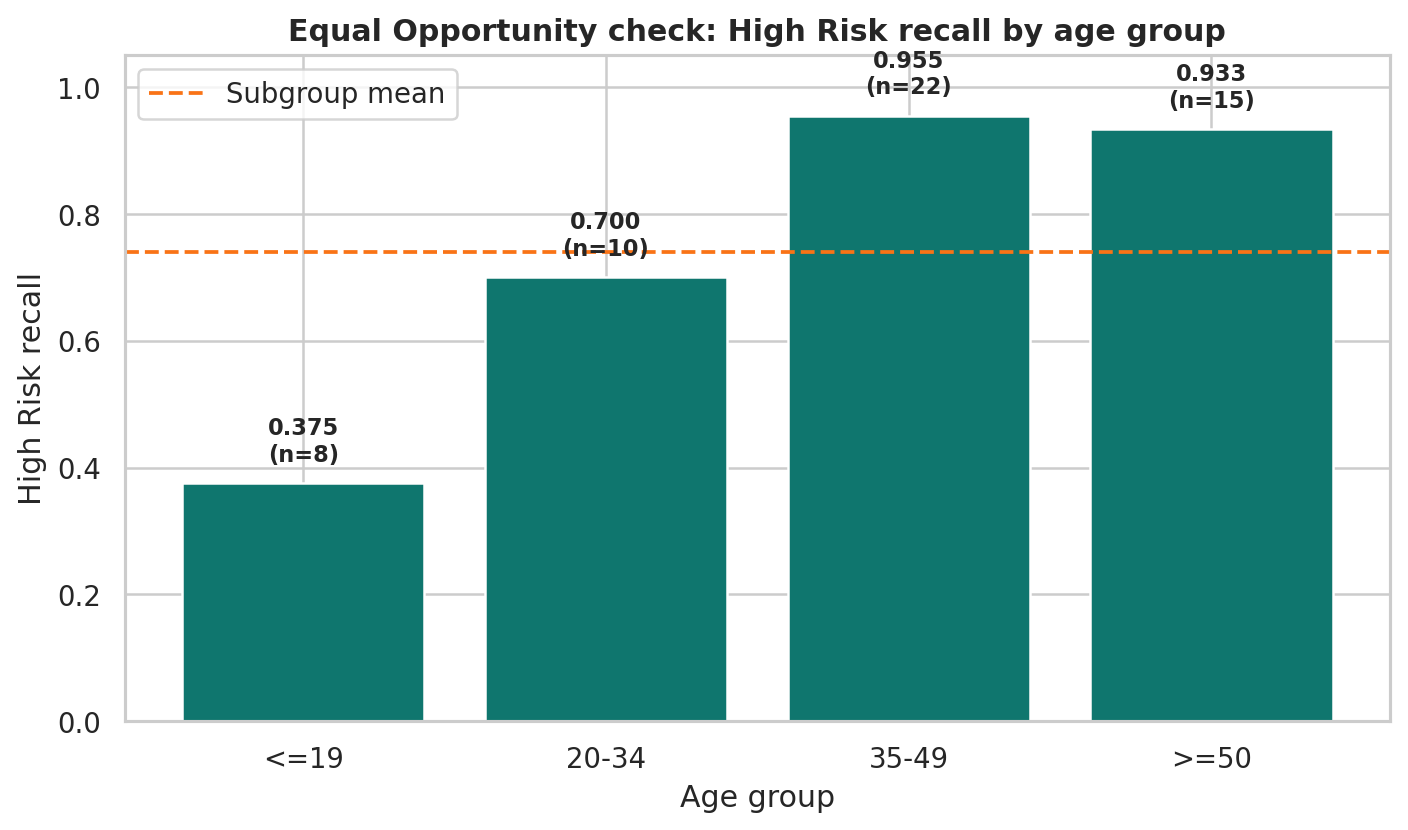 Equal Opportunity check: High Risk recall by age group
Subgroup mean
0.955
(n=22)
0.933
(n=15)
0.700
(n=10)
0.375
(n=8)
High Risk recall
1.0
0.8
0.6
0.4
0.2
0.0
<=19
20-34
35-49
>=50
Age group